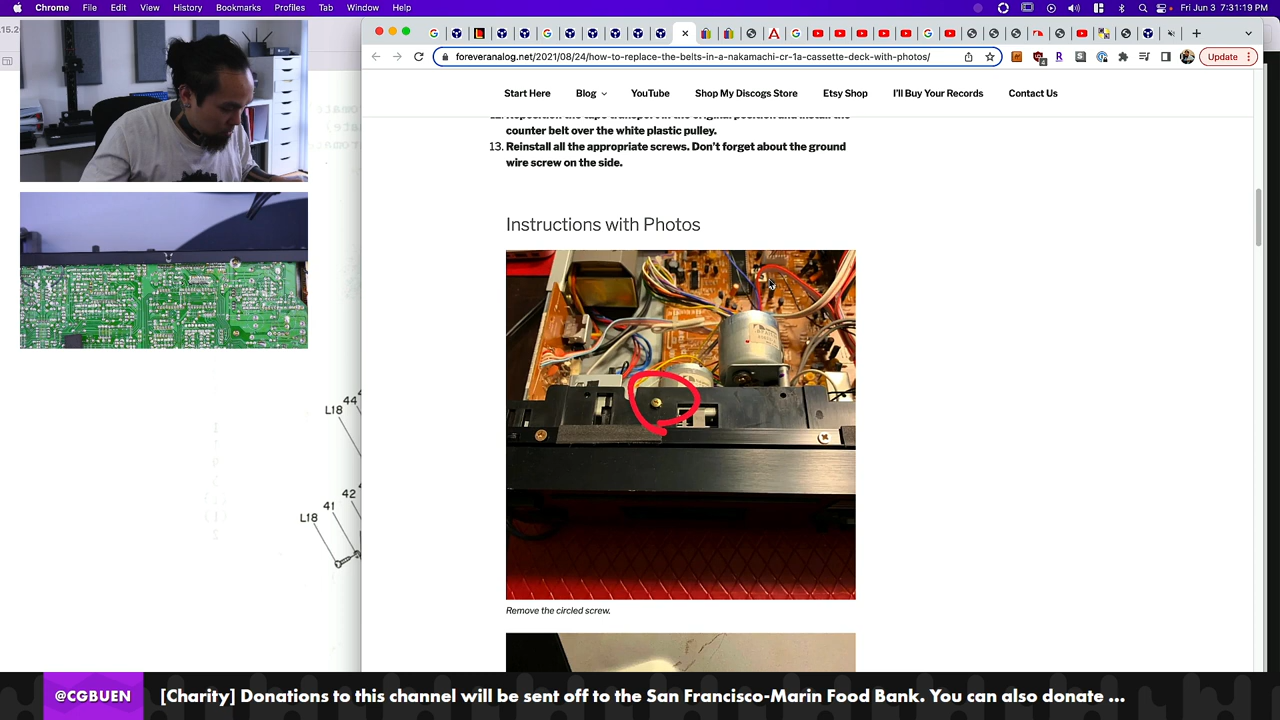 Chrome File Edit View History Bookmarks Profiles Tab Window Help
Fri Jun 3 7:31:19 PM
foreveranalog.net/2021/08/24/how-to-replace-the-belts-in-a-nakamachi-cr-1a-cassette-deck-with-photos/
Update
Start Here Blog YouTube Shop My Discogs Store Etsy Shop I'll Buy Your Records Contact Us
counter belt over the white plastic pulley.
13. Reinstall all the appropriate screws. Don't forget about the ground
wire screw on the side.
Instructions with Photos
Remove the circled screw.
44
L18
42
41
L18
@CGBUEN
[Charity] Donations to this channel will be sent off to the San Francisco-Marin Food Bank. You can also donate ...